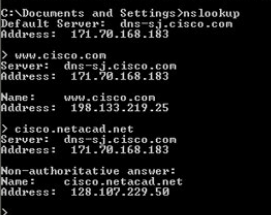 C:\Documents and Settings>nslookup
Default Server:  dns-sj.cisco.com
Address:  171.70.168.183

> www.cisco.com
Server:  dns-sj.cisco.com
Address:  171.70.168.183

Name:    www.cisco.com
Address:  198.133.219.25

> cisco.netacad.net
Server:  dns-sj.cisco.com
Address:  171.70.168.183

Non-authoritative answer:
Name:    cisco.netacad.net
Address:  128.107.229.50

>